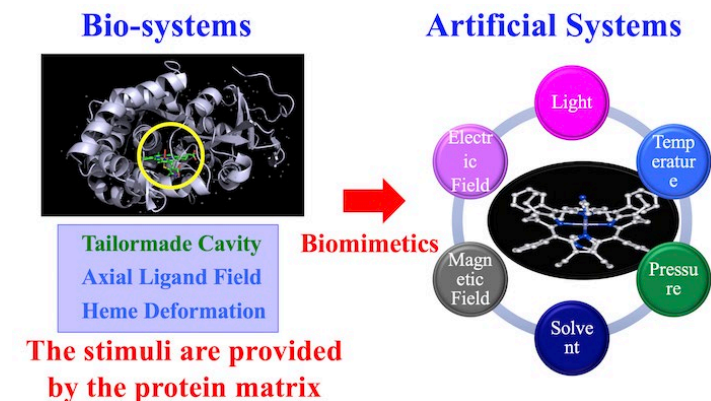 Bio-systems
Artificial Systems
Tailormade Cavity
Axial Ligand Field
Heme Deformation
The stimuli are provided
by the protein matrix
Biomimetics
Light
Electr
ic
Field
Temp
eratur
e
Magn
etic
Field
Pressu
re
Solve
nt